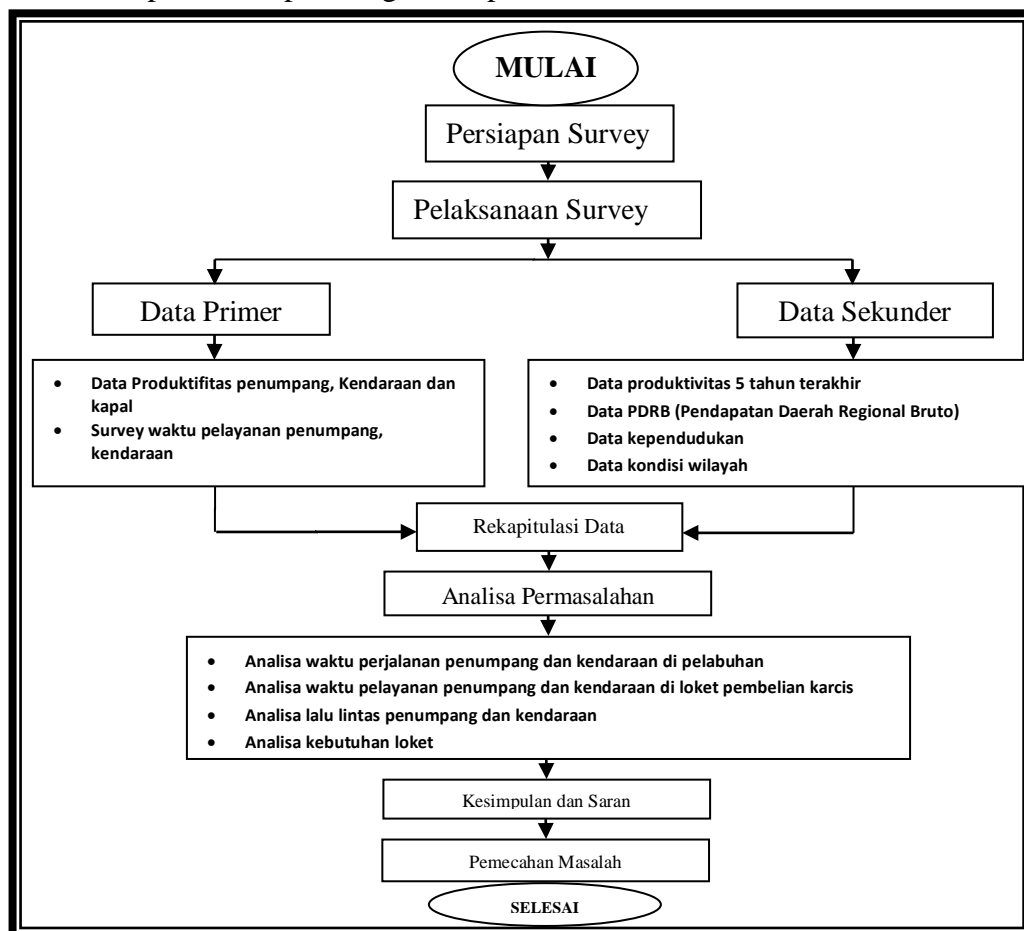 MULAI
Persiapan Survey
Pelaksanaan Survey
Data Primer
Data Sekunder
• Data Produktifitas penumpang, Kendaraan dan
kapal
• Survey waktu pelayanan penumpang,
kendaraan
• Data produktivitas 5 tahun terakhir
• Data PDRB (Pendapatan Daerah Regional Bruto)
• Data kependudukan
• Data kondisi wilayah
Rekapitulasi Data
Analisa Permasalahan
• Analisa waktu perjalanan penumpang dan kendaraan di pelabuhan
• Analisa waktu pelayanan penumpang dan kendaraan di loket pembelian karcis
• Analisa lalu lintas penumpang dan kendaraan
• Analisa kebutuhan loket
Kesimpulan dan Saran
Pemecahan Masalah
SELESAI